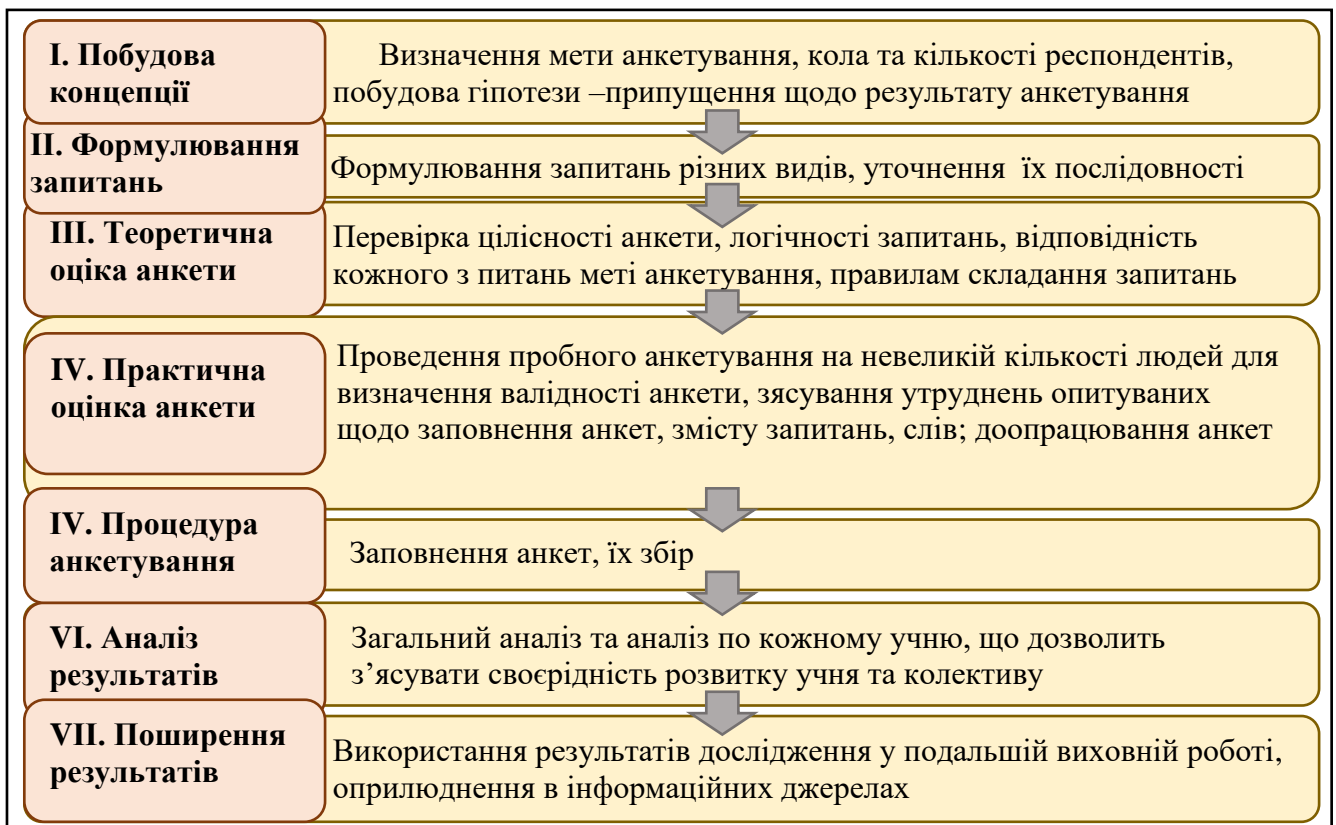 I. Побудова
концепції
Визначення мети анкетування, кола та кількості респондентів,
побудова гіпотези –припущення щодо результату анкетування
II. Формулювання
запитань
Формулювання запитань різних видів, уточнення їх послідовності
III. Теоретична
оціка анкети
Перевірка цілісності анкети, логічності запитань, відповідність
кожного з питань меті анкетування, правилам складання запитань
IV. Практична
оцінка анкети
Проведення пробного анкетування на невеликій кількості людей для
визначення валідності анкети, зясування утруднень опитуваних
щодо заповнення анкет, змісту запитань, слів; доопрацювання анкет
IV. Процедура
анкетування
Заповнення анкет, їх збір
VI. Аналіз
результатів
Загальний аналіз та аналіз по кожному учню, що дозволить
з’ясувати своєрідність розвитку учня та колективу
VII. Поширення
результатів
Використання результатів дослідження у подальшій виховній роботі,
оприлюднення в інформаційних джерелах